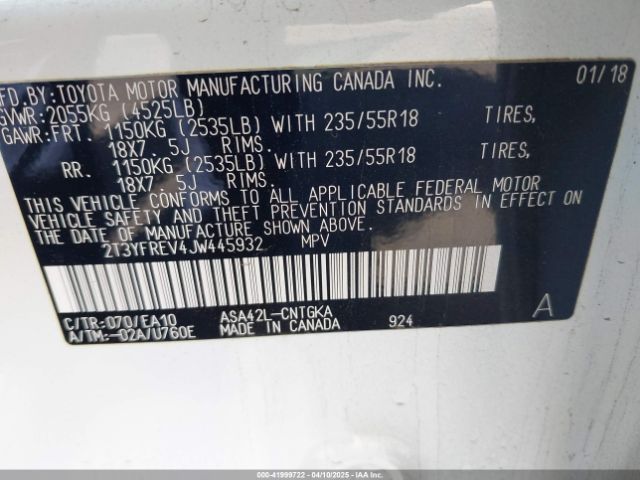 MFD. BY: TOYOTA MOTOR MANUFACTURING CANADA INC. 01/18
GVWR: 2055KG (4525LB)
GAWR: FRT. 1150KG (2535LB) WITH 235/55R18 TIRES,
18X7. 5J RIMS.
RR. 1150KG (2535LB) WITH 235/55R18 TIRES,
18X7. 5J RIMS.
THIS VEHICLE CONFORMS TO ALL APPLICABLE FEDERAL MOTOR
VEHICLE SAFETY AND THEFT PREVENTION STANDARDS IN EFFECT ON
THE DATE OF MANUFACTURE SHOWN ABOVE.
2T3YFREV4JW445932 MPV
C/TR: 070/EA10 ASA42L-CNTGKA A
A/TM: -02A/U760E MADE IN CANADA 924
000-41999722 - 04/10/2025 - IAAI.COM